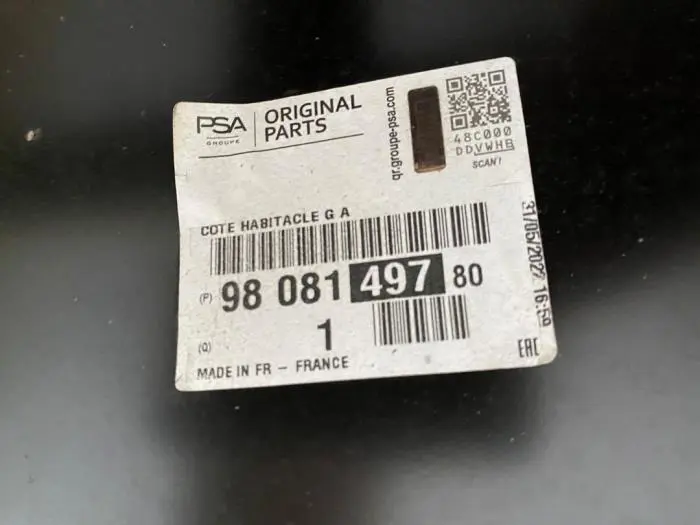 PSA
GROUPE
ORIGINAL
PARTS
qr.groupe-psa.com
48C000
DDVWHB
SCAN!
COTE HABITACLE G A
(P) 98 081 497 80
(Q) 1
MADE IN FR - FRANCE
31/05/2022 16:59
EAC